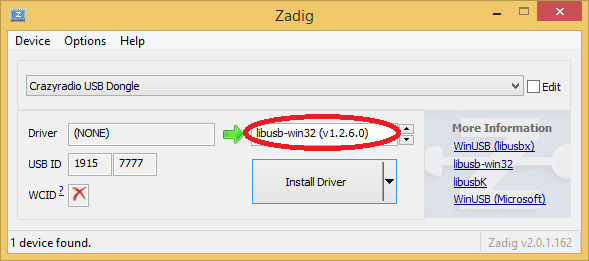 Zadig
Device Options Help
Crazyradio USB Dongle Edit
Driver (NONE) libusb-win32 (v1.2.6.0)
USB ID 1915 7777
WCID ?
Install Driver
More Information
WinUSB (libusbx)
libusb-win32
libusbK
WinUSB (Microsoft)
1 device found. Zadig v2.0.1.162